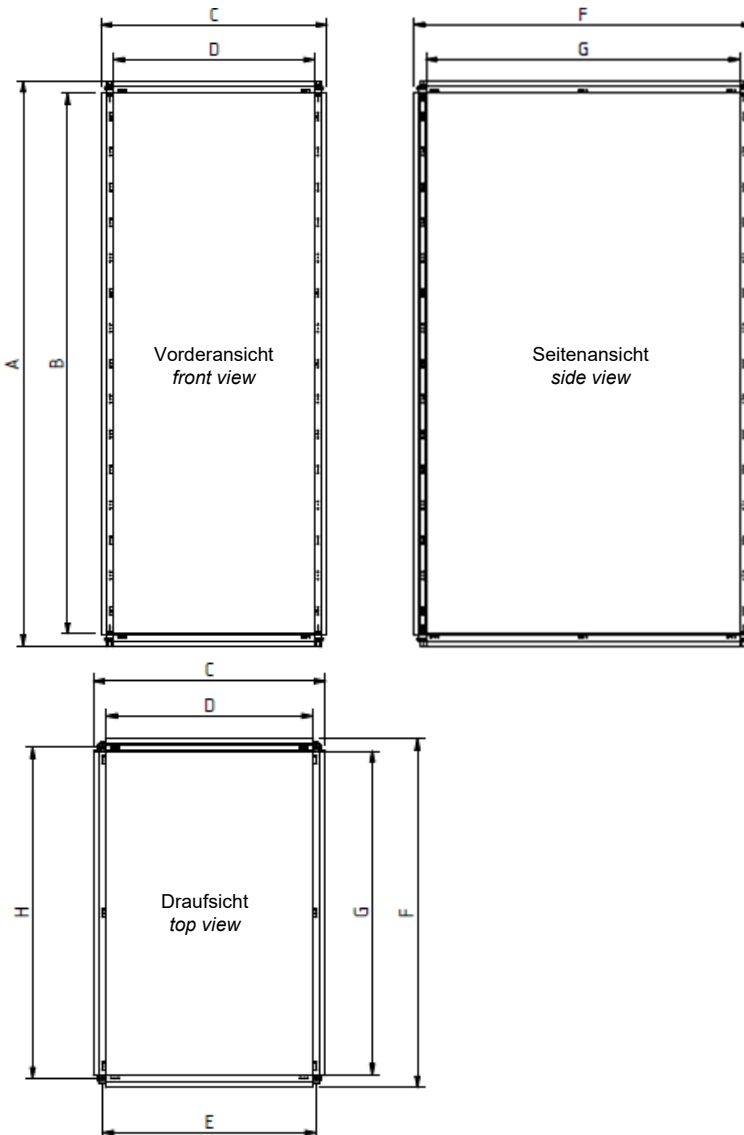 C
F
D
G
A
B
Vorderansicht
front view
Seitenansicht
side view
C
D
H
Draufsicht
top view
G
F
E